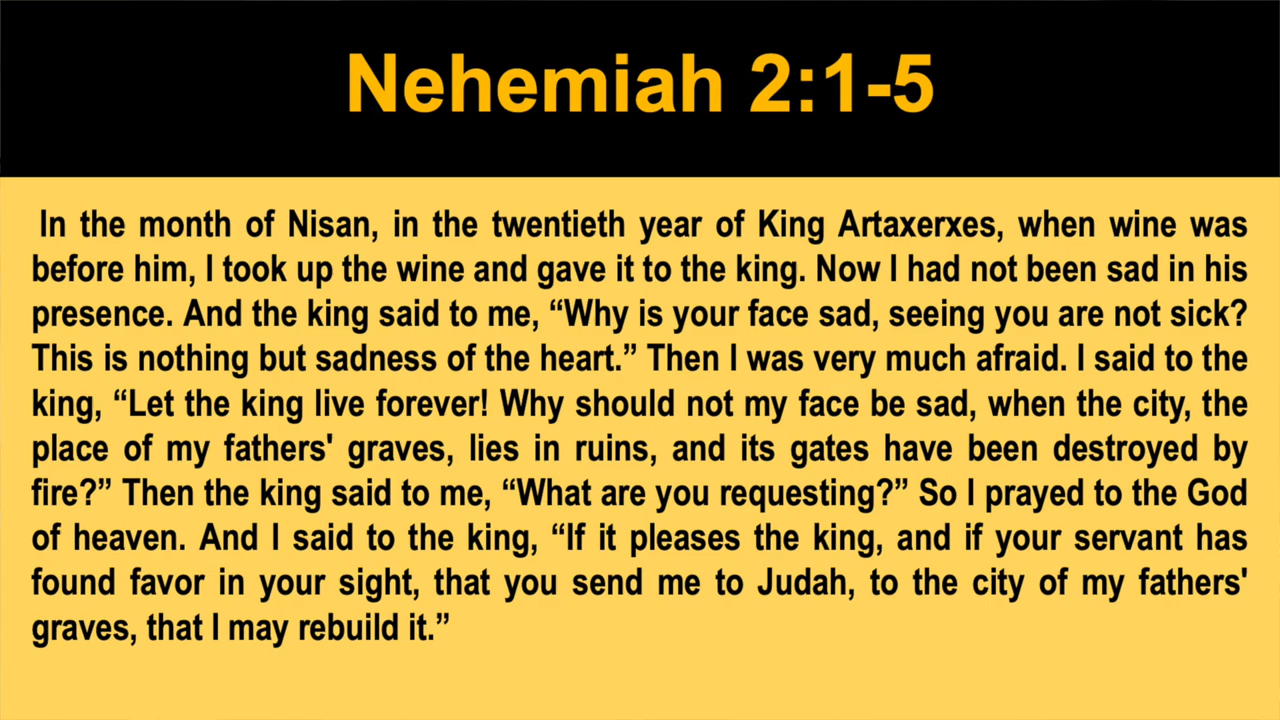 Nehemiah 2:1-5
In the month of Nisan, in the twentieth year of King Artaxerxes, when wine was
before him, I took up the wine and gave it to the king. Now I had not been sad in his
presence. And the king said to me, “Why is your face sad, seeing you are not sick?
This is nothing but sadness of the heart.” Then I was very much afraid. I said to the
king, “Let the king live forever! Why should not my face be sad, when the city, the
place of my fathers' graves, lies in ruins, and its gates have been destroyed by
fire?” Then the king said to me, “What are you requesting?” So I prayed to the God
of heaven. And I said to the king, “If it pleases the king, and if your servant has
found favor in your sight, that you send me to Judah, to the city of my fathers'
graves, that I may rebuild it.”